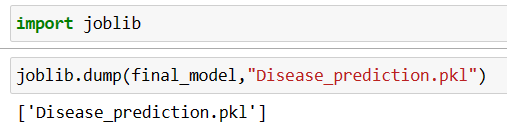 import joblib
joblib.dump(final_model,"Disease_prediction.pkl")
['Disease_prediction.pkl']